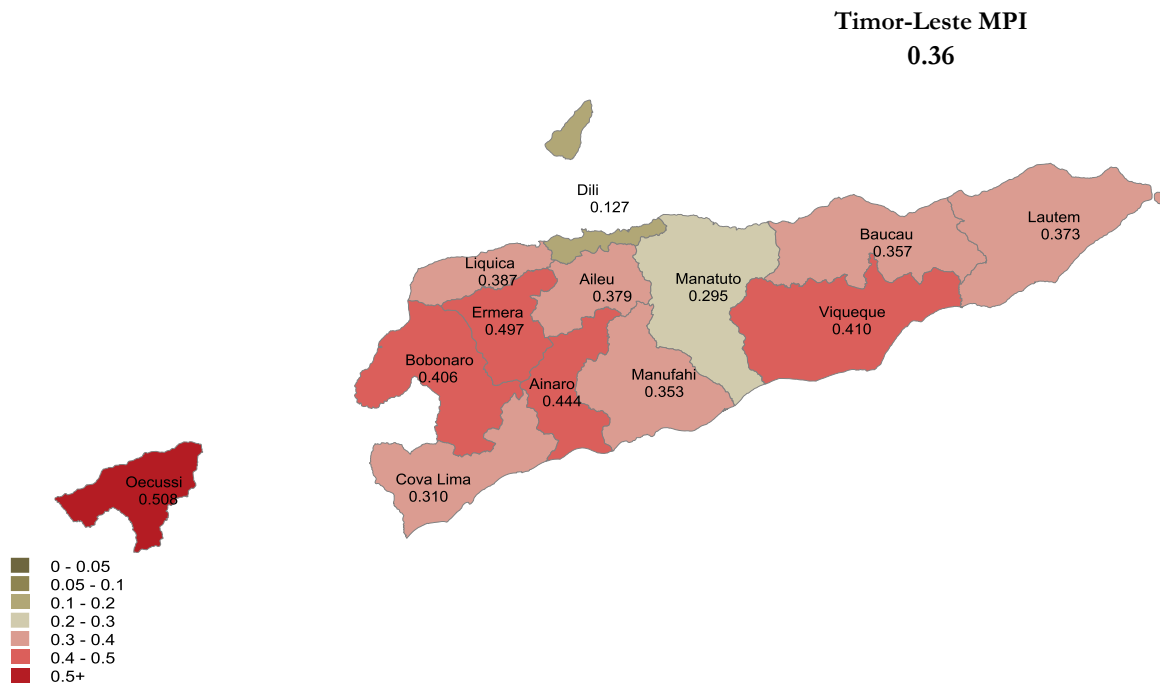 Timor-Leste MPI
0.36
Dili
0.127
Lautem
0.373
Baucau
0.357
Liquica
0.387
Aileu
0.379
Manatuto
0.295
Ermera
0.497
Viqueque
0.410
Bobonaro
0.406
Ainaro
0.444
Manufahi
0.353
Cova Lima
0.310
Oecussi
0.508
0 - 0.05
0.05 - 0.1
0.1 - 0.2
0.2 - 0.3
0.3 - 0.4
0.4 - 0.5
0.5+